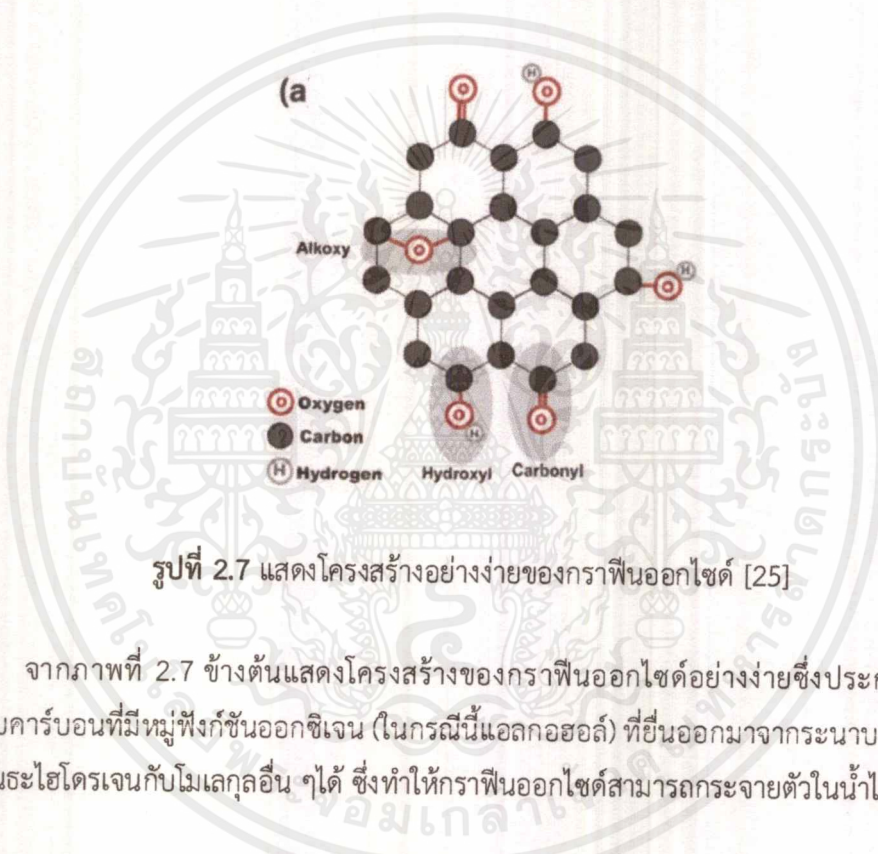 (a
O
H
O
Alkoxy
O
H
O
O Oxygen
Carbon
H Hydrogen
O
H
O
Hydroxyl Carbonyl
รูปที่ 2.7 แสดงโครงสร้างอย่างง่ายของกราฟีนออกไซด์ [25]
จากภาพที่ 2.7 ข้างต้นแสดงโครงสร้างของกราฟีนออกไซด์อย่างง่ายซึ่งประก
บคาร์บอนที่มีหมู่ฟังก์ชันออกซิเจน (ในกรณีนี้แอลกอฮอล์) ที่ยื่นออกมาจากระนาบ
นธะไฮโดรเจนกับโมเลกุลอื่น ๆได้ ซึ่งทำให้กราฟีนออกไซด์สามารถกระจายตัวในน้ำไ